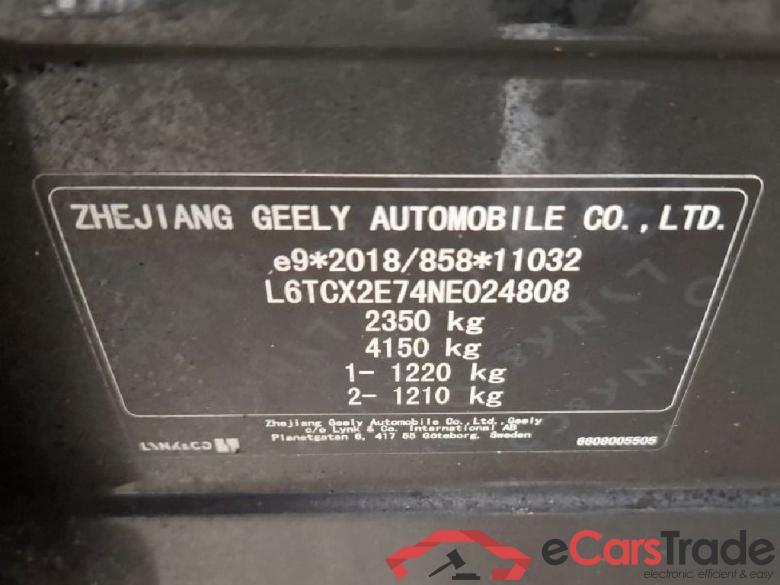 ZHEJIANG GEELY AUTOMOBILE CO.,LTD.
e9*2018/858*11032
L6TCX2E74NE024808
2350 kg
4150 kg
1- 1220 kg
2- 1210 kg
Zhejiang Geely Automobile Co., Ltd., Geely
c/o Lynk & Co. International AB
Planetgatan 6, 417 55 Göteborg, Sweden
LYNK&CO
6608005505
eCarsTrade
electronic, efficient & easy